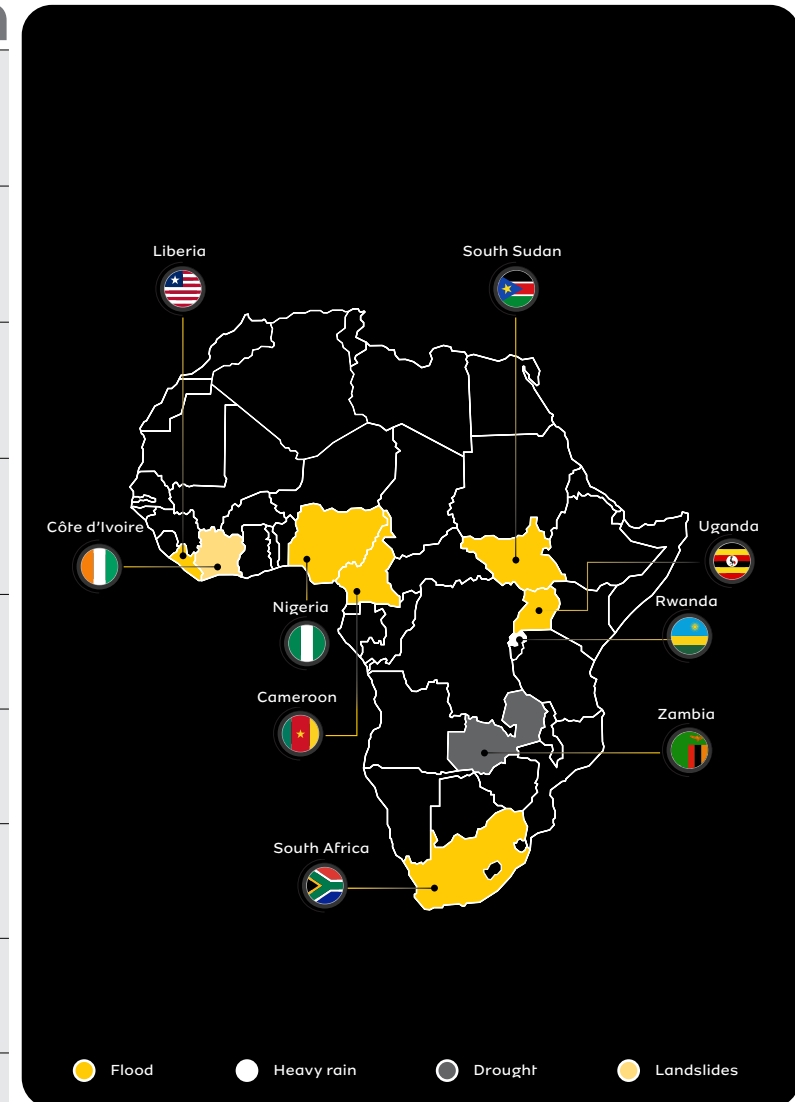 Liberia
South Sudan
Côte d'Ivoire
Uganda
Nigeria
Rwanda
Cameroon
Zambia
South Africa
Flood
Heavy rain
Drought
Landslides